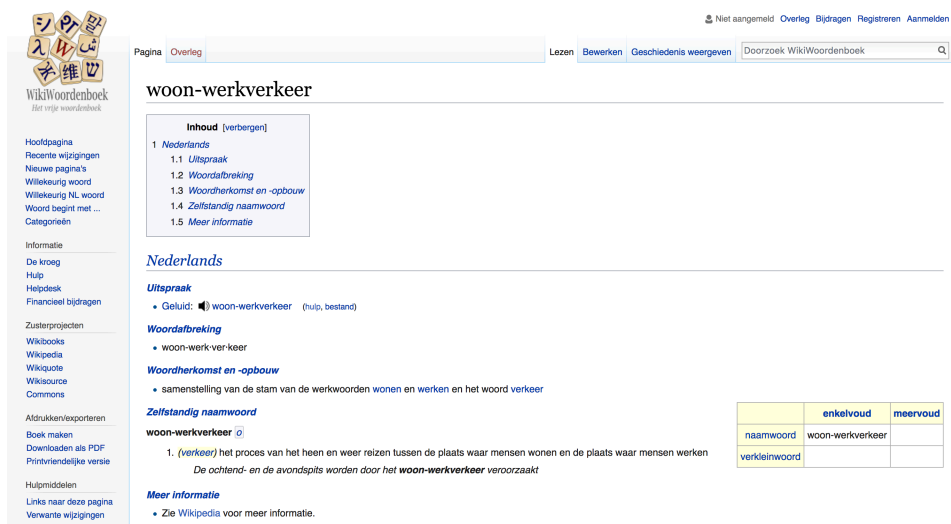 Niet aangemeld Overleg Bijdragen Registreren Aanmelden
Pagina Overleg Lezen Bewerken Geschiedenis weergeven Doorzoek WikiWoordenboek
WikiWoordenboek
Het vrije woordenboek
Hoofdpagina
Recente wijzigingen
Nieuwe pagina's
Willekeurig woord
Willekeurig NL woord
Woord begint met ...
Categorieën
Informatie
De kroeg
Hulp
Helpdesk
Financieel bijdragen
Zusterprojecten
Wikibooks
Wikipedia
Wikiquote
Wikisource
Commons
Afdrukken/exporteren
Boek maken
Downloaden als PDF
Printvriendelijke versie
Hulpmiddelen
Links naar deze pagina
Verwante wijzigingen
woon-werkverkeer
Inhoud [verbergen]
1 Nederlands
1.1 Uitspraak
1.2 Woordafbreking
1.3 Woordherkomst en -opbouw
1.4 Zelfstandig naamwoord
1.5 Meer informatie
Nederlands
Uitspraak
• Geluid: woon-werkverkeer (hulp, bestand)
Woordafbreking
• woon-werk·ver·keer
Woordherkomst en -opbouw
• samenstelling van de stam van de werkwoorden wonen en werken en het woord verkeer
Zelfstandig naamwoord
woon-werkverkeer o
1. (verkeer) het proces van het heen en weer reizen tussen de plaats waar mensen wonen en de plaats waar mensen werken
De ochtend- en de avondspits worden door het woon-werkverkeer veroorzaakt
enkelvoud meervoud
naamwoord woon-werkverkeer
verkleinwoord
Meer informatie
• Zie Wikipedia voor meer informatie.